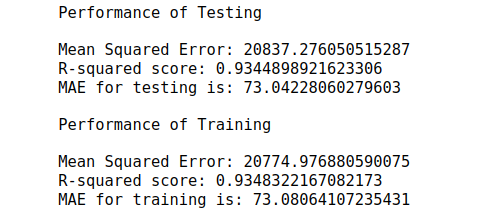 Performance of Testing
Mean Squared Error: 20837.276050515287
R-squared score: 0.9344898921623306
MAE for testing is: 73.04228060279603
Performance of Training
Mean Squared Error: 20774.976880590075
R-squared score: 0.9348322167082173
MAE for training is: 73.08064107235431